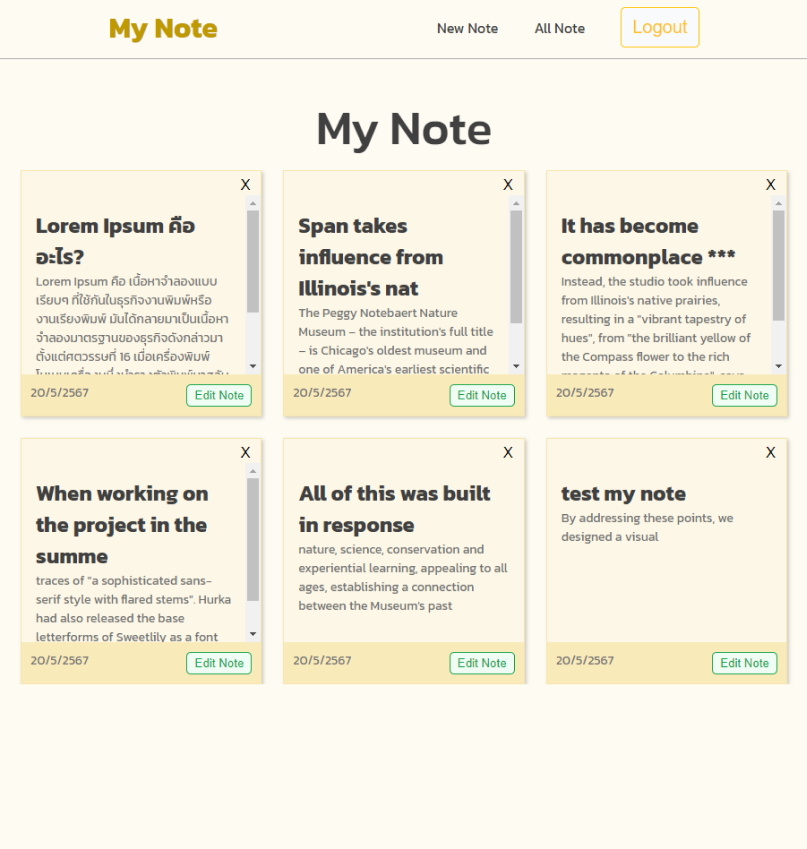 My Note
New Note
All Note
Logout
My Note
X
Lorem Ipsum คือ
อะไร?
Lorem Ipsum คือ เนื้อหาจำลองแบบ
เรียบๆ ที่ใช้กันในธุรกิจงานพิมพ์หรือ
งานเรียงพิมพ์ มันได้กลายมาเป็นเนื้อหา
จำลองมาตรฐานของธุรกิจดังกล่าวมา
ตั้งแต่ศตวรรษที่ 16 เมื่อเครื่องพิมพ์
20/5/2567
Edit Note
X
Span takes
influence from
Illinois's nat
The Peggy Notebaert Nature
Museum – the institution's full title
– is Chicago's oldest museum and
one of America's earliest scientific
20/5/2567
Edit Note
X
It has become
commonplace ***
Instead, the studio took influence
from Illinois's native prairies,
resulting in a "vibrant tapestry of
hues", from "the brilliant yellow of
the Compass flower to the rich
20/5/2567
Edit Note
X
When working on
the project in the
summe
traces of "a sophisticated sans-
serif style with flared stems". Hurka
had also released the base
letterforms of Sweetlily as a font
20/5/2567
Edit Note
X
All of this was built
in response
nature, science, conservation and
experiential learning, appealing to all
ages, establishing a connection
between the Museum's past
20/5/2567
Edit Note
X
test my note
By addressing these points, we
designed a visual
20/5/2567
Edit Note